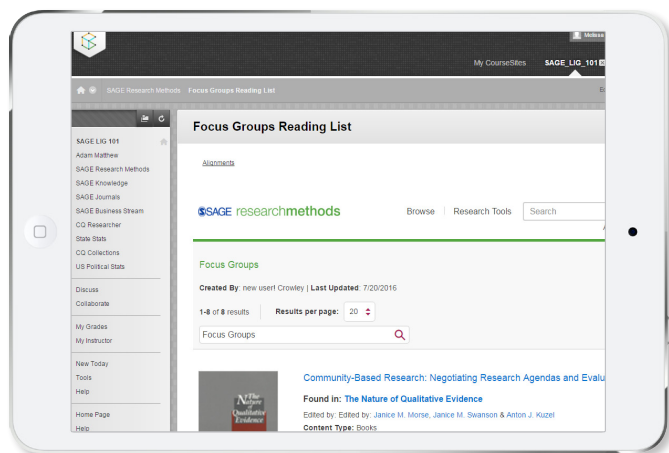 Melissa
My CourseSites
SAGE_LIG_101
SAGE Research Methods
Focus Groups Reading List
SAGE LIG 101
Adam Matthew
SAGE Research Methods
SAGE Knowledge
SAGE Journals
SAGE Business Stream
CQ Researcher
State Stats
CQ Collections
US Political Stats
Discuss
Collaborate
My Grades
My Instructor
New Today
Tools
Help
Home Page
Help
Focus Groups Reading List
Alignments
SAGE researchmethods
Browse
Research Tools
Search
Focus Groups
Created By: new user! Crowley | Last Updated: 7/20/2016
1-8 of 8 results
Results per page: 20
Focus Groups
The
Nature
of
Qualitative
Evidence
Community-Based Research: Negotiating Research Agendas and Evalu
Found in: The Nature of Qualitative Evidence
Edited by: Edited by: Janice M. Morse, Janice M. Swanson & Anton J. Kuzel
Content Type: Books